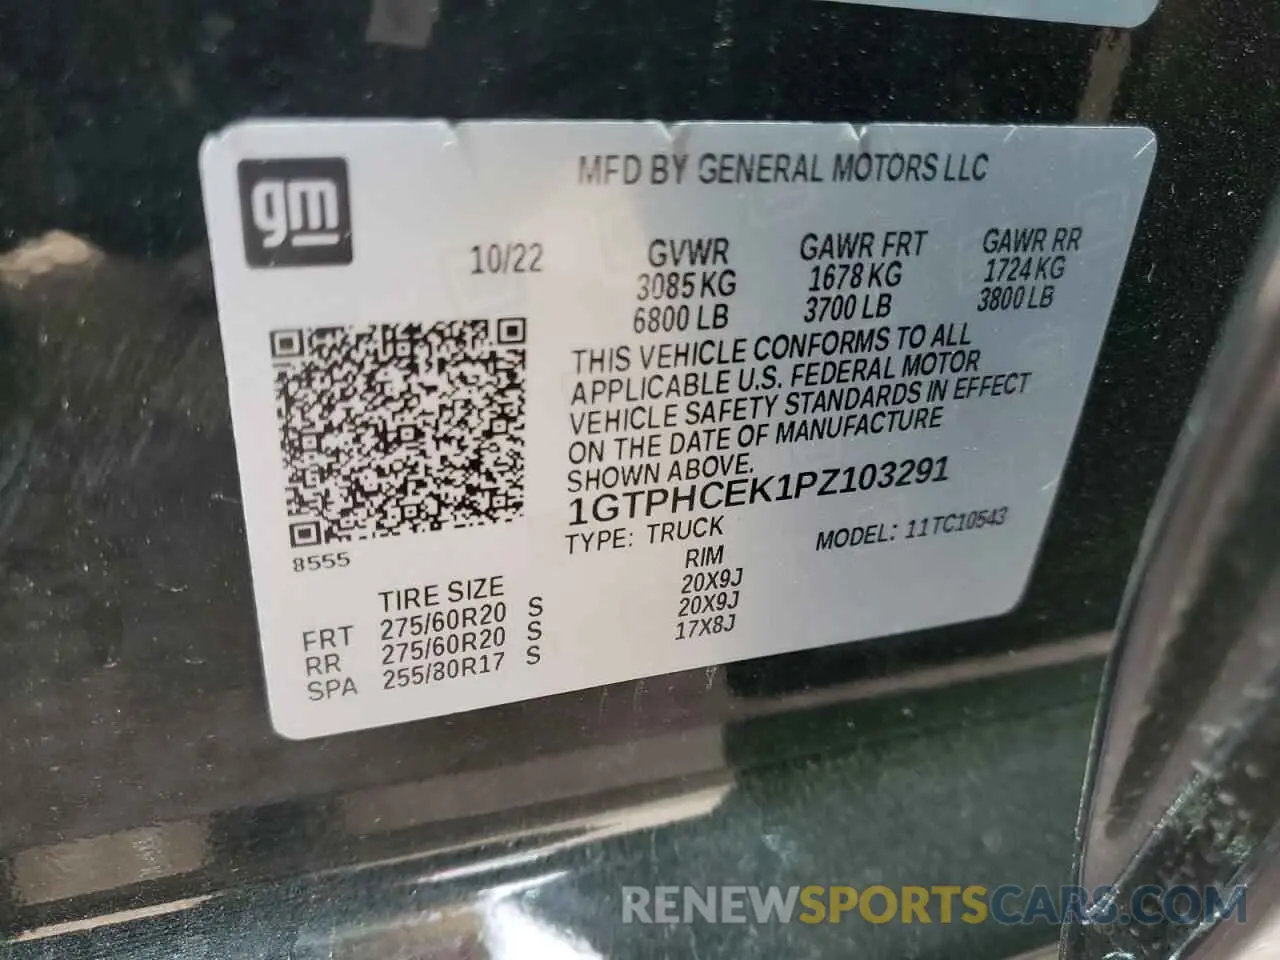 gm
MFD BY GENERAL MOTORS LLC
10/22 GVWR GAWR FRT GAWR RR
3085 KG 1678 KG 1724 KG
6800 LB 3700 LB 3800 LB
THIS VEHICLE CONFORMS TO ALL
APPLICABLE U.S. FEDERAL MOTOR
VEHICLE SAFETY STANDARDS IN EFFECT
ON THE DATE OF MANUFACTURE
SHOWN ABOVE.
1GTPHCEK1PZ103291
TYPE: TRUCK MODEL: 11TC10543
8555
TIRE SIZE RIM
FRT 275/60R20 S 20X9J
RR 275/60R20 S 20X9J
SPA 255/80R17 S 17X8J
RENEWSPORTSCARS.COM